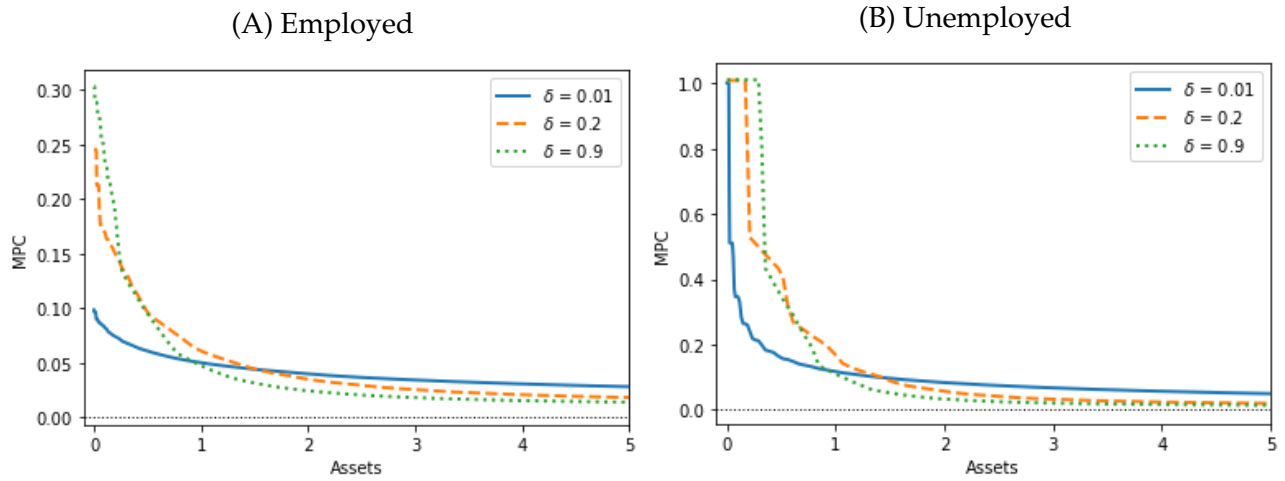 (A) Employed
MPC
0.30
0.25
0.20
0.15
0.10
0.05
0.00
δ = 0.01
δ = 0.2
δ = 0.9
0
1
2
3
4
5
Assets
(B) Unemployed
MPC
1.0
0.8
0.6
0.4
0.2
0.0
δ = 0.01
δ = 0.2
δ = 0.9
0
1
2
3
4
5
Assets